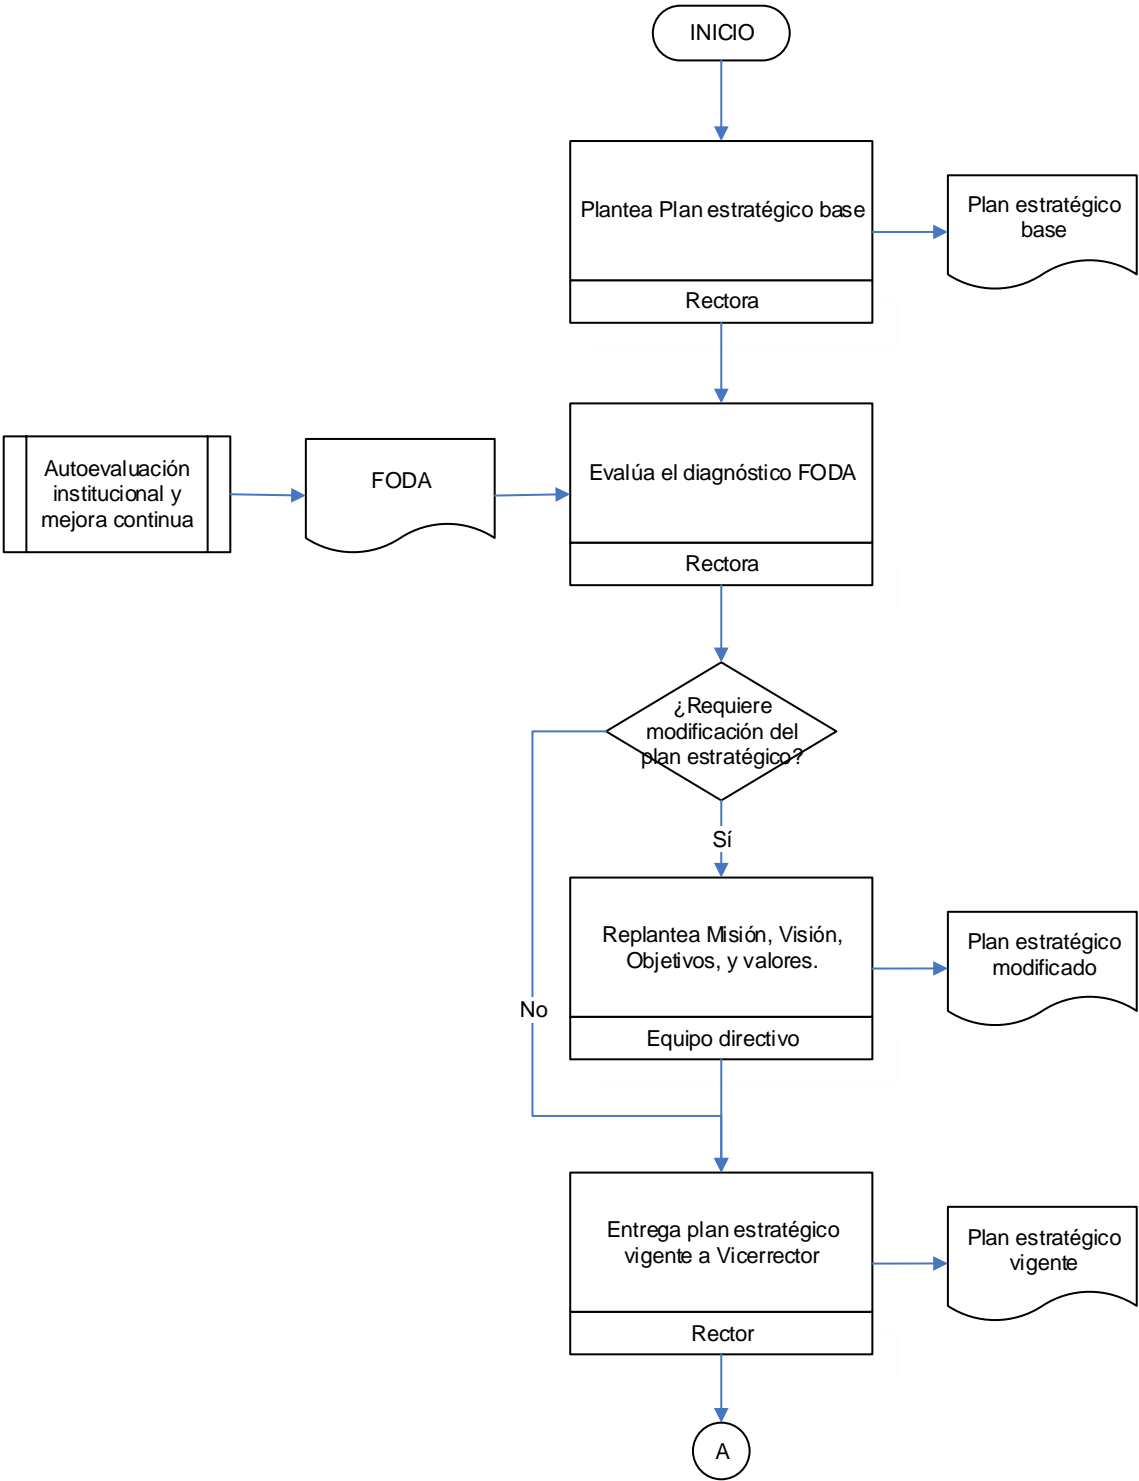 INICIO
Plantea Plan estratégico base
Rectora
Plan estratégico
base
Autoevaluación
institucional y
mejora continua
FODA
Evalúa el diagnóstico FODA
Rectora
¿Requiere
modificación del
plan estratégico?
Sí
No
Replantea Misión, Visión,
Objetivos, y valores.
Equipo directivo
Plan estratégico
modificado
Entrega plan estratégico
vigente a Vicerrector
Rector
Plan estratégico
vigente
A